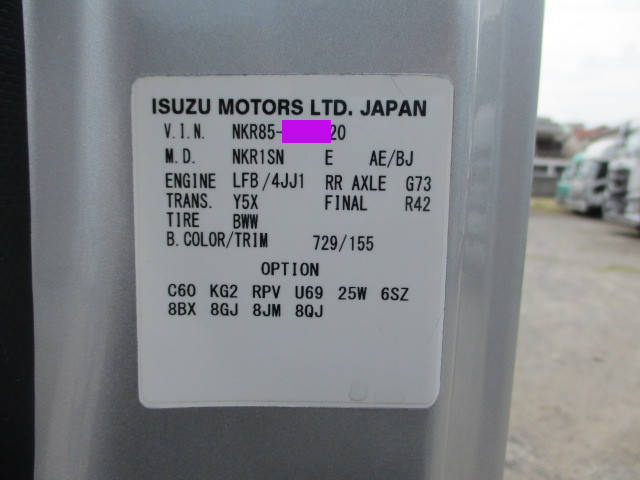 ISUZU MOTORS LTD. JAPAN
V.I.N. NKR85- 20
M.D. NKR1SN E AE/BJ
ENGINE LFB/4JJ1 RR AXLE G73
TRANS. Y5X FINAL R42
TIRE BWW
B.COLOR/TRIM 729/155
OPTION
C60 KG2 RPV U69 25W 6SZ
8BX 8GJ 8JM 8QJ